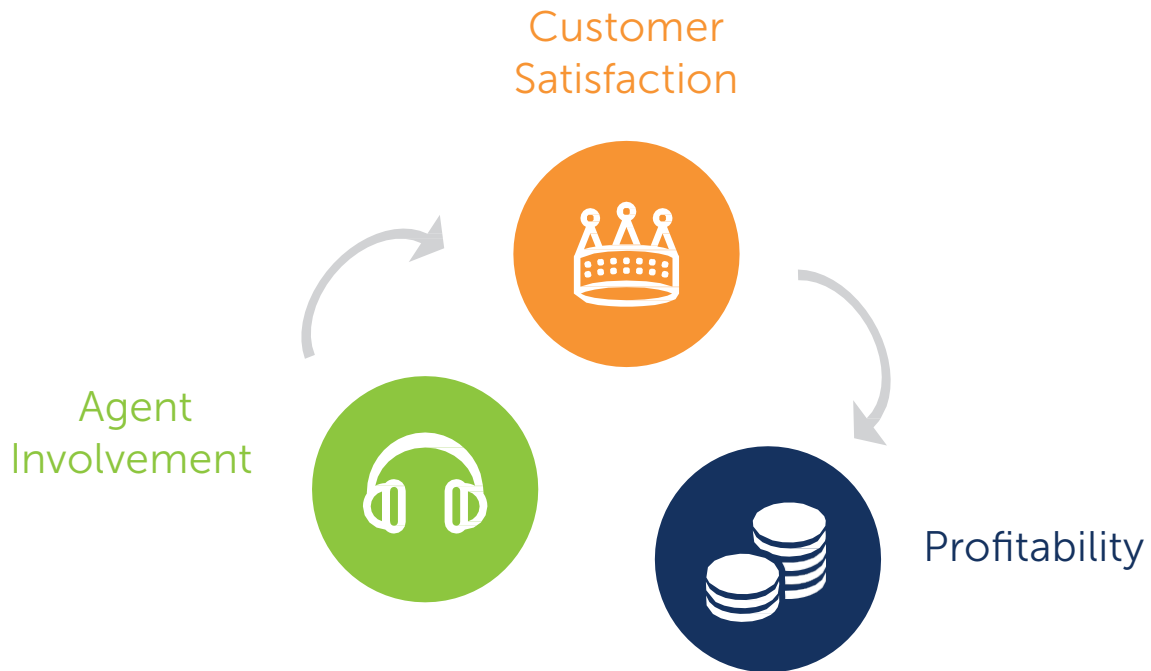 Customer
Satisfaction
Agent
Involvement
Profitability